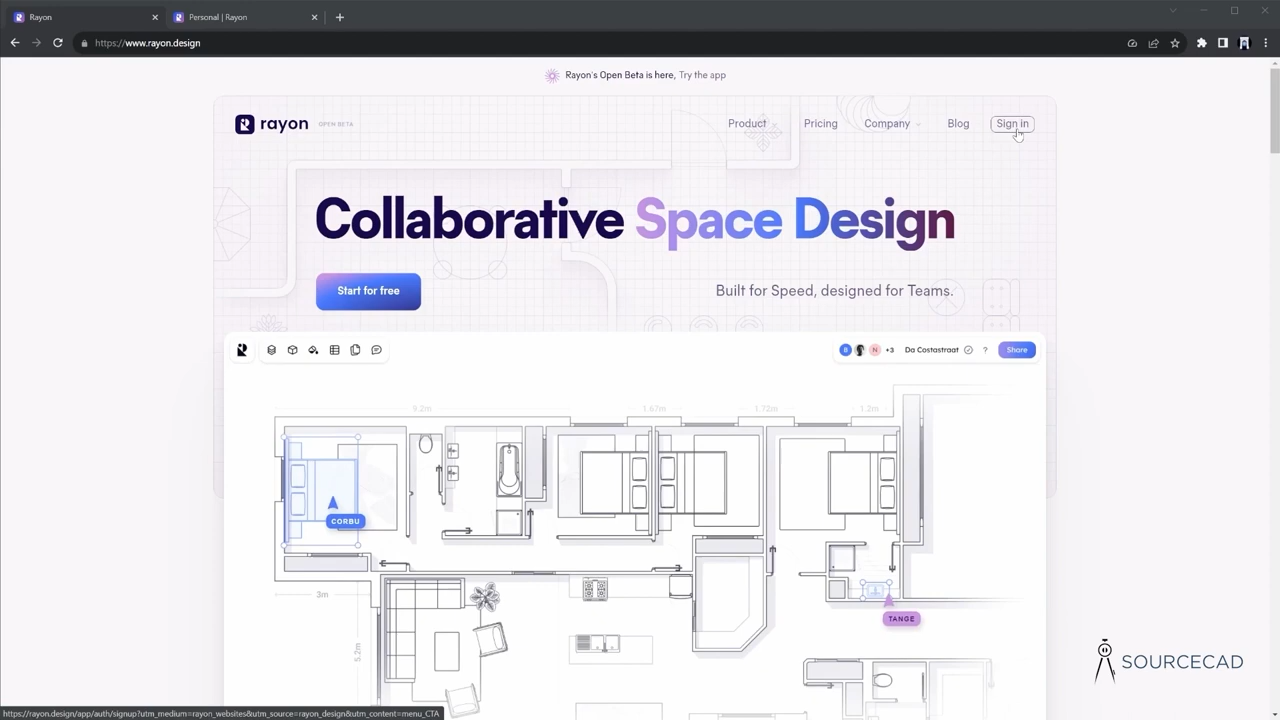 Rayon
Personal | Rayon
https://www.rayon.design
Rayon's Open Beta is here, Try the app
rayon
OPEN BETA
Product
Pricing
Company
Blog
Sign in
Collaborative Space Design
Start for free
Built for Speed, designed for Teams.
B
N
+3
Da Costastraat
?
Share
9.2m
1.67m
1.72m
1.2m
CORBU
3m
TANGE
5.2m
SOURCECAD
https://rayon.design/app/auth/signup?utm_medium=rayon_websites&utm_source=rayon_design&utm_content=menu_CTA